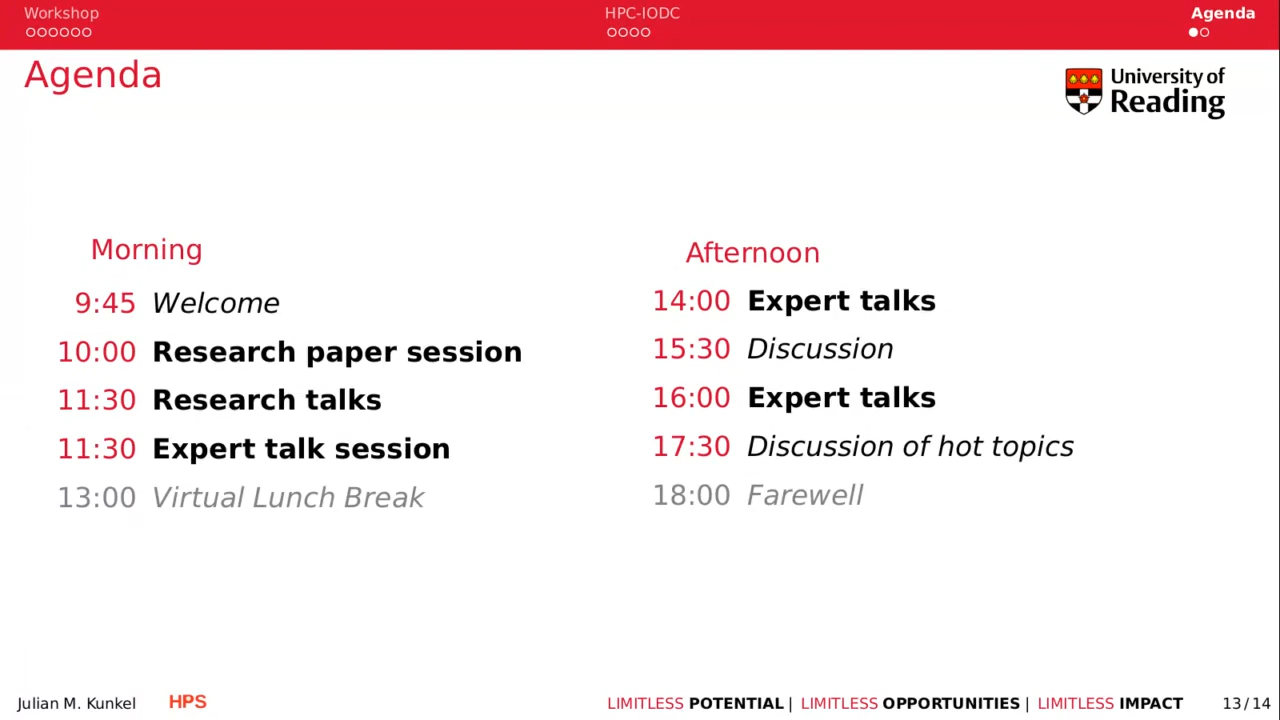 Workshop
HPC-IODC
Agenda
Agenda
University of
Reading
Morning
9:45 Welcome
10:00 Research paper session
11:30 Research talks
11:30 Expert talk session
13:00 Virtual Lunch Break
Afternoon
14:00 Expert talks
15:30 Discussion
16:00 Expert talks
17:30 Discussion of hot topics
18:00 Farewell
Julian M. Kunkel
HPS
LIMITLESS POTENTIAL | LIMITLESS OPPORTUNITIES | LIMITLESS IMPACT
13/14